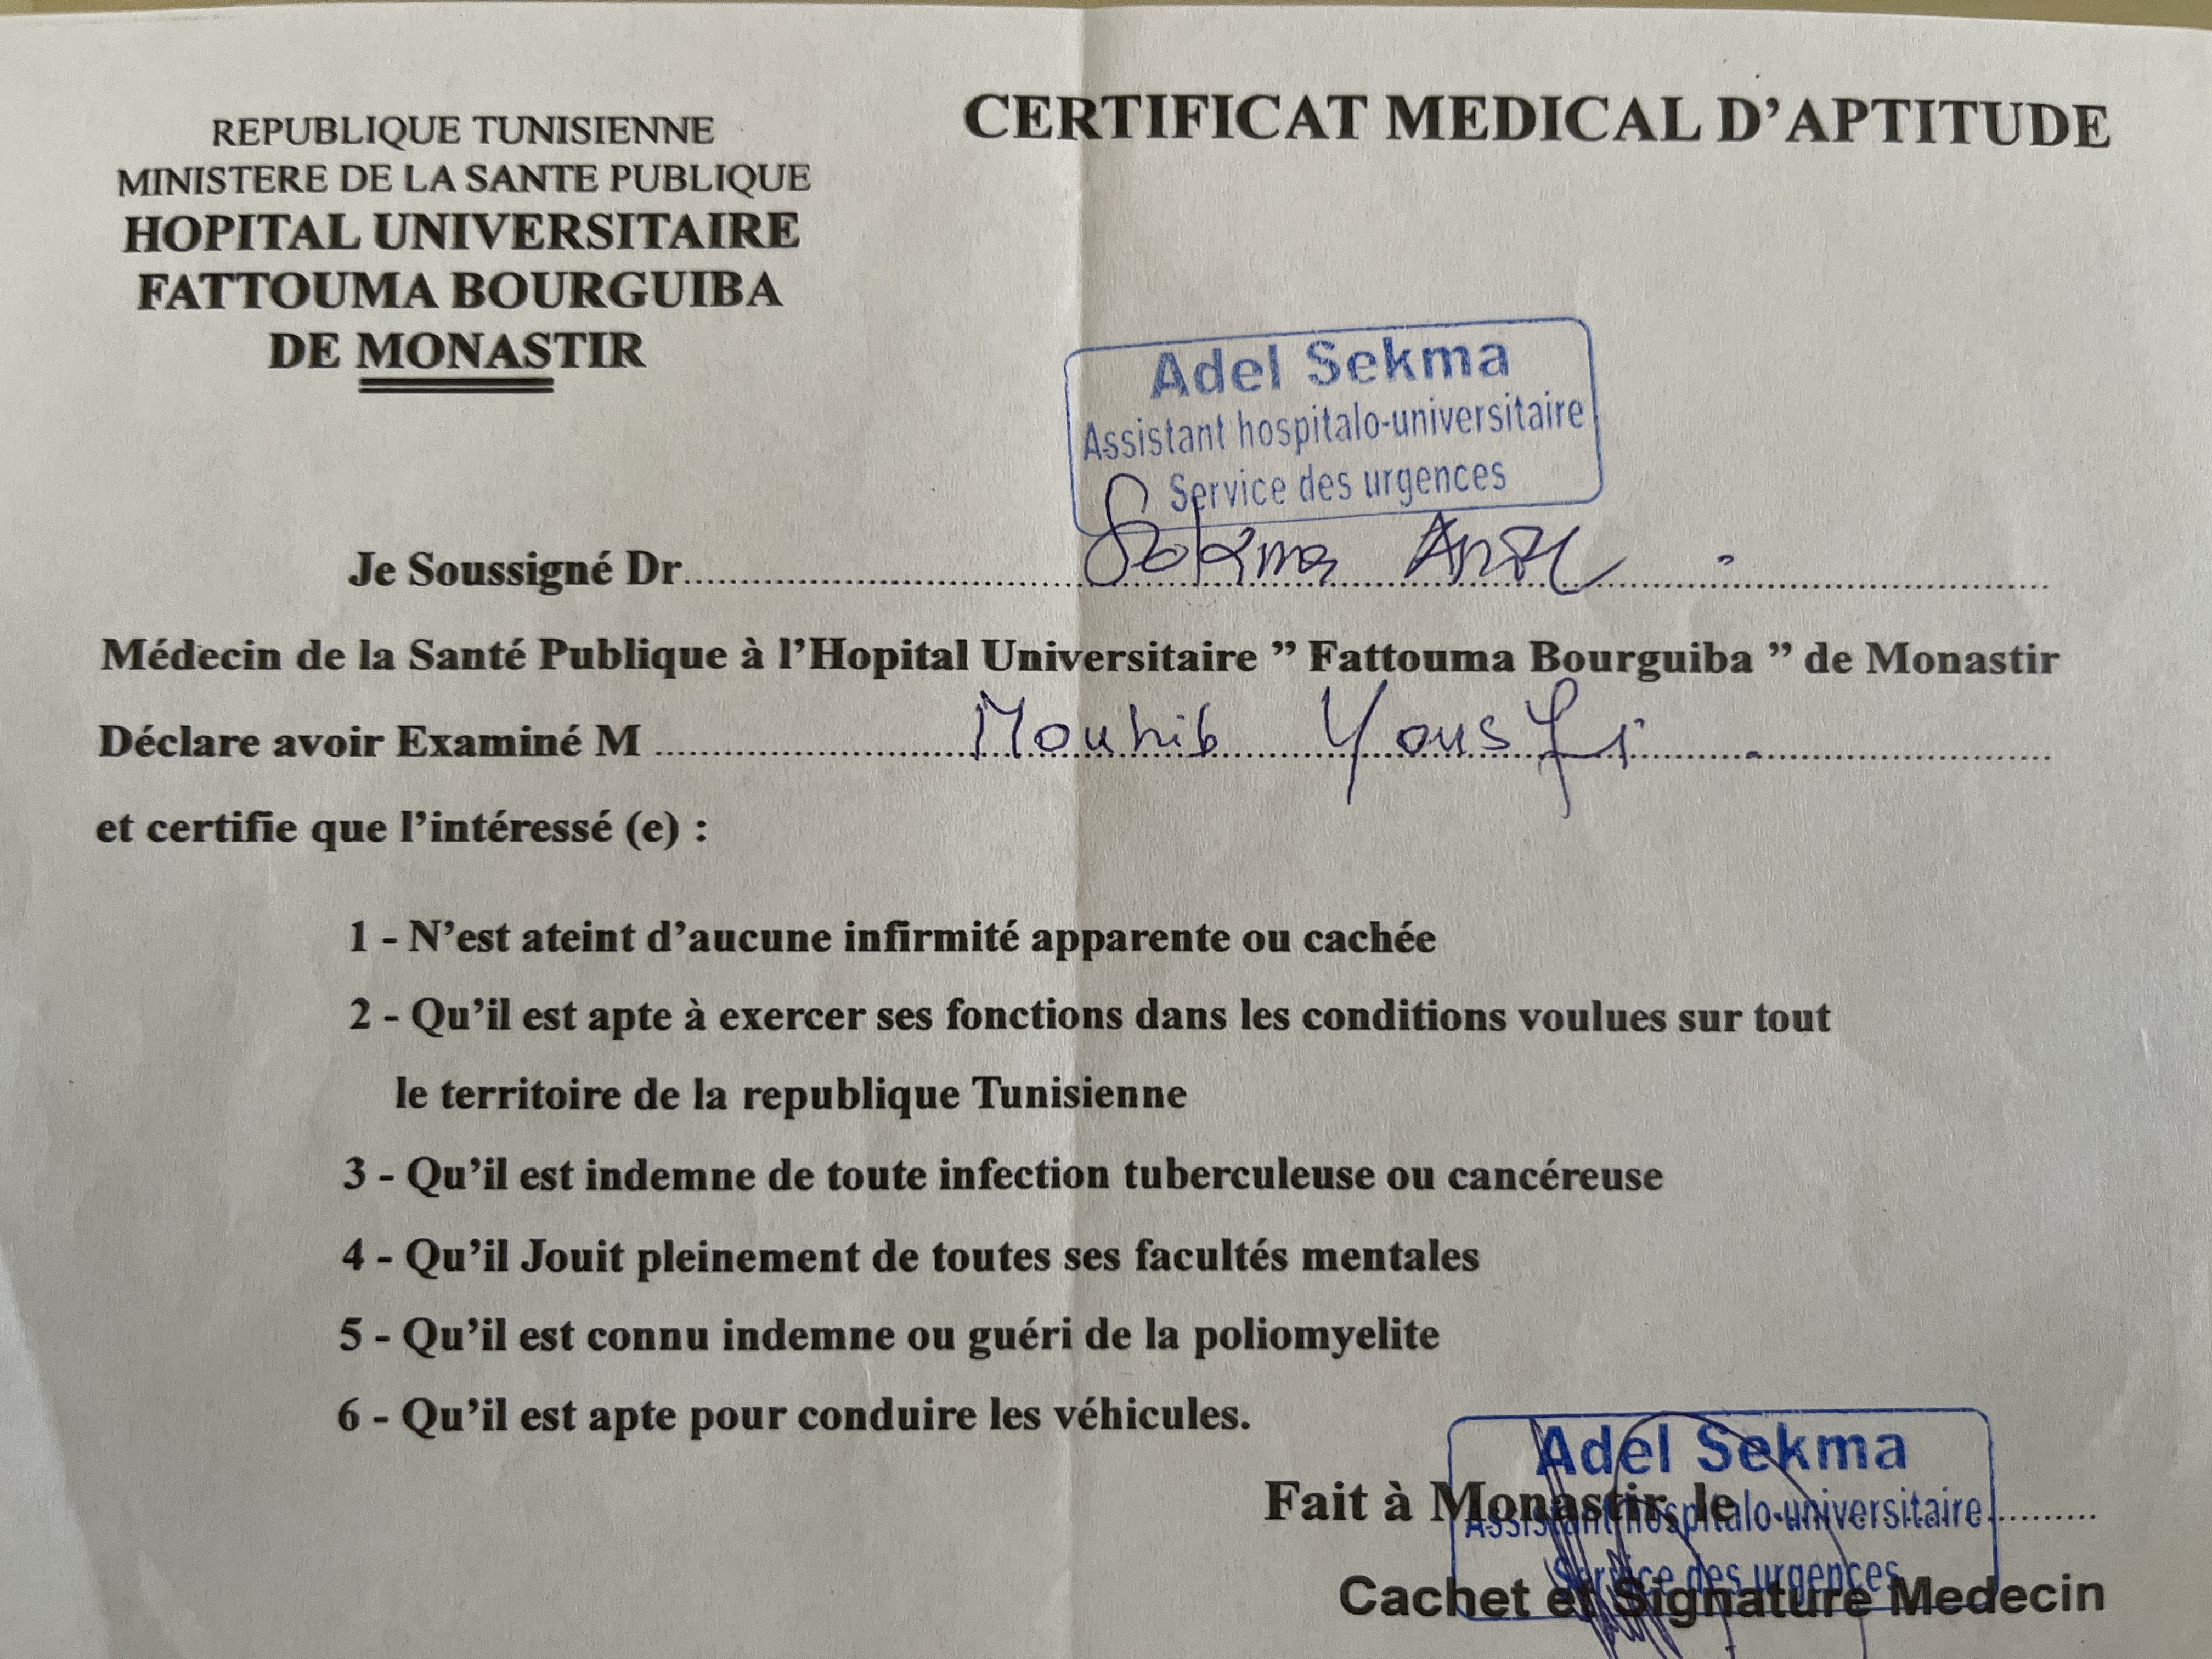 CERTIFICAT MEDICAL D'APTITUDE
REPUBLIQUE TUNISIENNE
MINISTERE DE LA SANTE PUBLIQUE
HOPITAL UNIVERSITAIRE
FATTOUMA BOURGUIBA
DE MONASTIR
Adel Sekma
Assistant hospitalo-universitaire
Service des urgences
Je Soussigné Dr Sekma
Médecin de la Santé Publique à l'Hopital Universitaire ” Fattouma Bourguiba ” de Monastir
Déclare avoir Examiné M Mouhib Yousfi
et certifie que l'intéressé (e) :
1 - N'est ateint d'aucune infirmité apparente ou cachée
2 - Qu'il est apte à exercer ses fonctions dans les conditions voulues sur tout
le territoire de la republique Tunisienne
3 - Qu'il est indemne de toute infection tuberculeuse ou cancéreuse
4 - Qu'il Jouit pleinement de toutes ses facultés mentales
5 - Qu'il est connu indemne ou guéri de la poliomyelite
6 - Qu'il est apte pour conduire les véhicules.
Adel Sekma
Fait à Monastir, le
Assistant hospitalo-universitaire
Service des urgences
Cachet et Signature Medecin